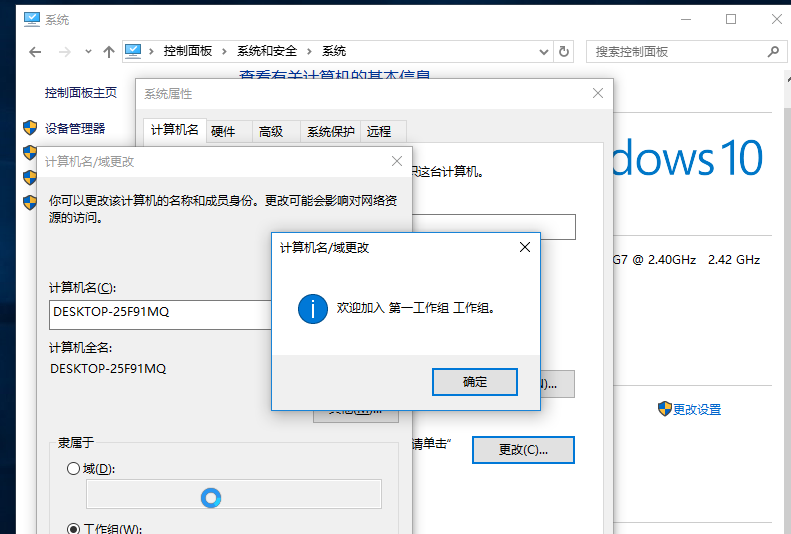 系统
控制面板 系统和安全 系统
搜索控制面板
查看有关计算机的基本信息
控制面板主页
设备管理器
系统属性
计算机名 硬件 高级 系统保护 远程
这台计算机。
dows 10
计算机名/域更改
你可以更改该计算机的名称和成员身份。更改可能会影响对网络资
源的访问。
计算机名(C):
DESKTOP-25F91MQ
计算机全名:
DESKTOP-25F91MQ
计算机名/域更改
欢迎加入 第一工作组 工作组。
确定
G7 @ 2.40GHz 2.42 GHz
更改设置
请单击"
更改(C)...
隶属于
域(D):
工作组(W):